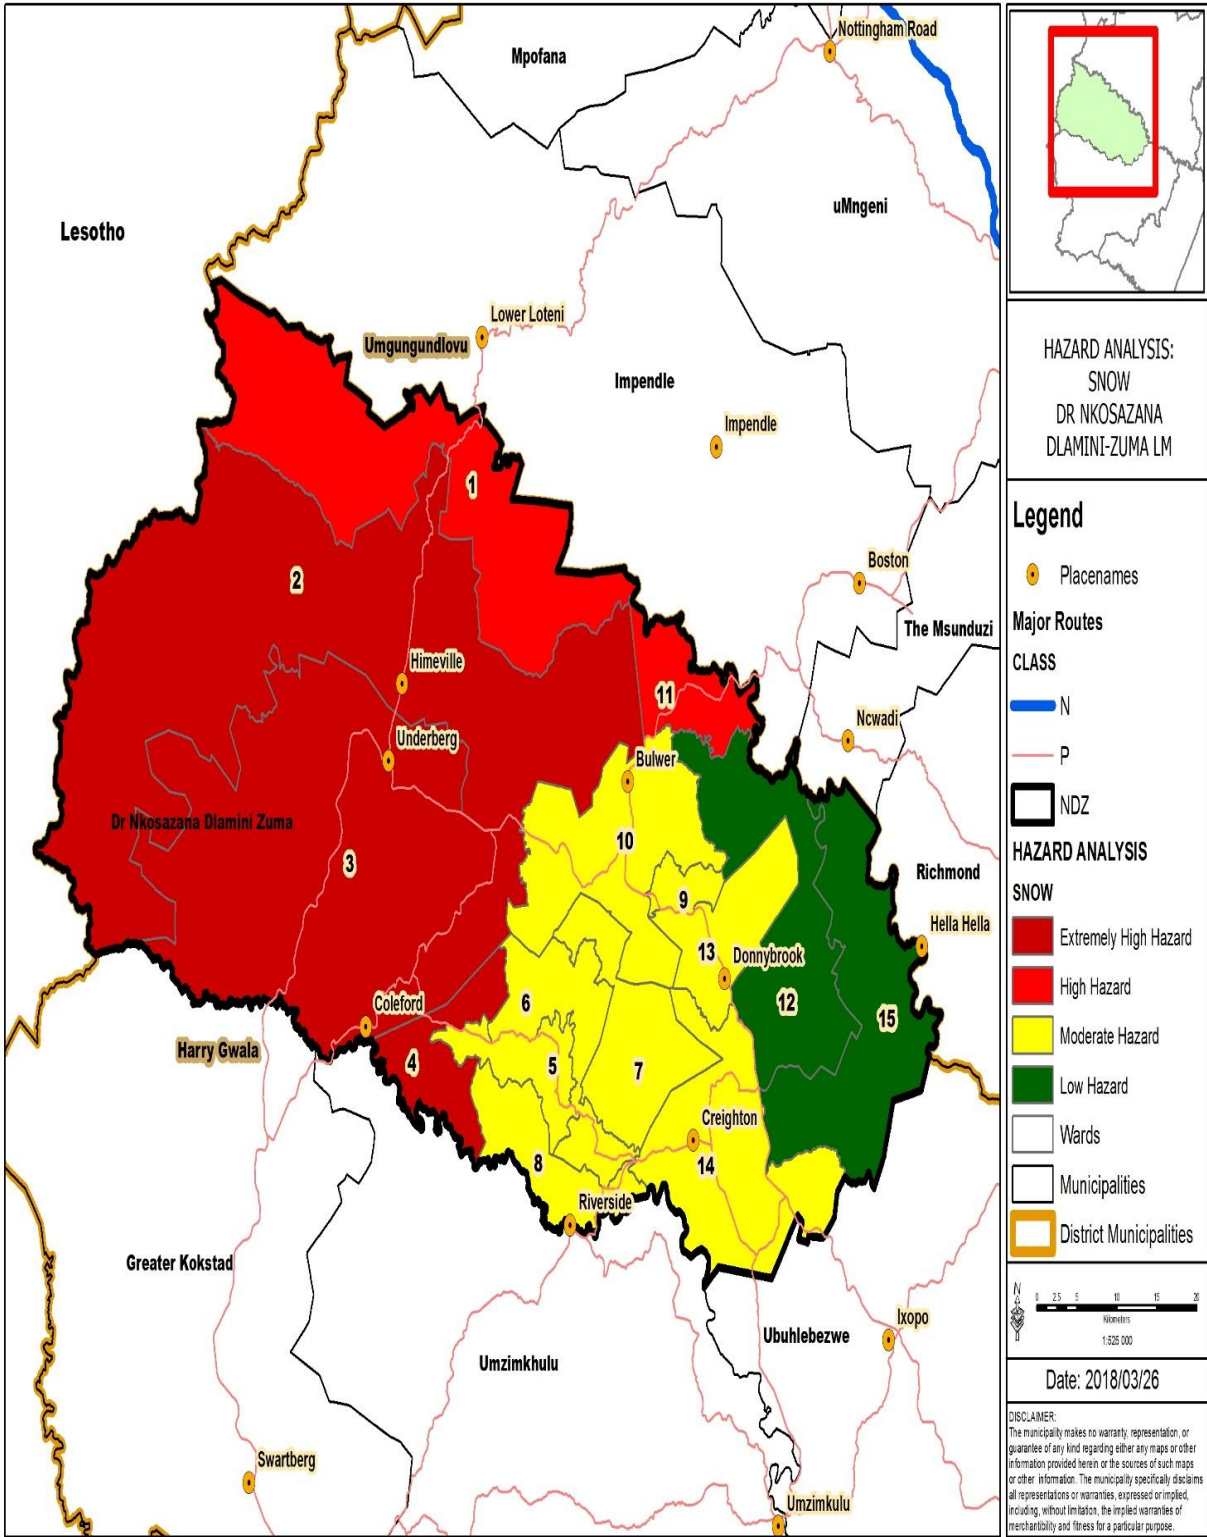 Nottingham Road
Mpofana
uMngeni
Lesotho
Lower Loteni
Umgungundlovu
Impendle
Impendle
1
Boston
2
The Msunduzi
Himeville
11
Ncwadi
Underberg
Bulwer
Dr Nkosazana Dlamini Zuma
10
3
Richmond
9
Hella Hella
13
Donnybrook
6
12
Coleford
15
Harry Gwala
4
5
7
Creighton
8
14
Riverside
Greater Kokstad
Ixopo
Ubuhlebezwe
Umzimkhulu
Swartberg
Umzimkulu
HAZARD ANALYSIS:
SNOW
DR NKOSAZANA
DLAMINI-ZUMA LM
Legend
Placenames
Major Routes
CLASS
N
P
NDZ
HAZARD ANALYSIS
SNOW
Extremely High Hazard
High Hazard
Moderate Hazard
Low Hazard
Wards
Municipalities
District Municipalities
N
0 2.5 5 10 15 20
Kilometers
1:525 000
Date: 2018/03/26
DISCLAIMER:
The municipality makes no warranty, representation, or
guarantee of any kind regarding either any maps or other
information provided herein or the sources of such maps
or other information. The municipality specifically disclaims
all representations or warranties, expressed or implied,
including, without limitation, the implied warranties of
merchantibility and fitness for a particular purpose.